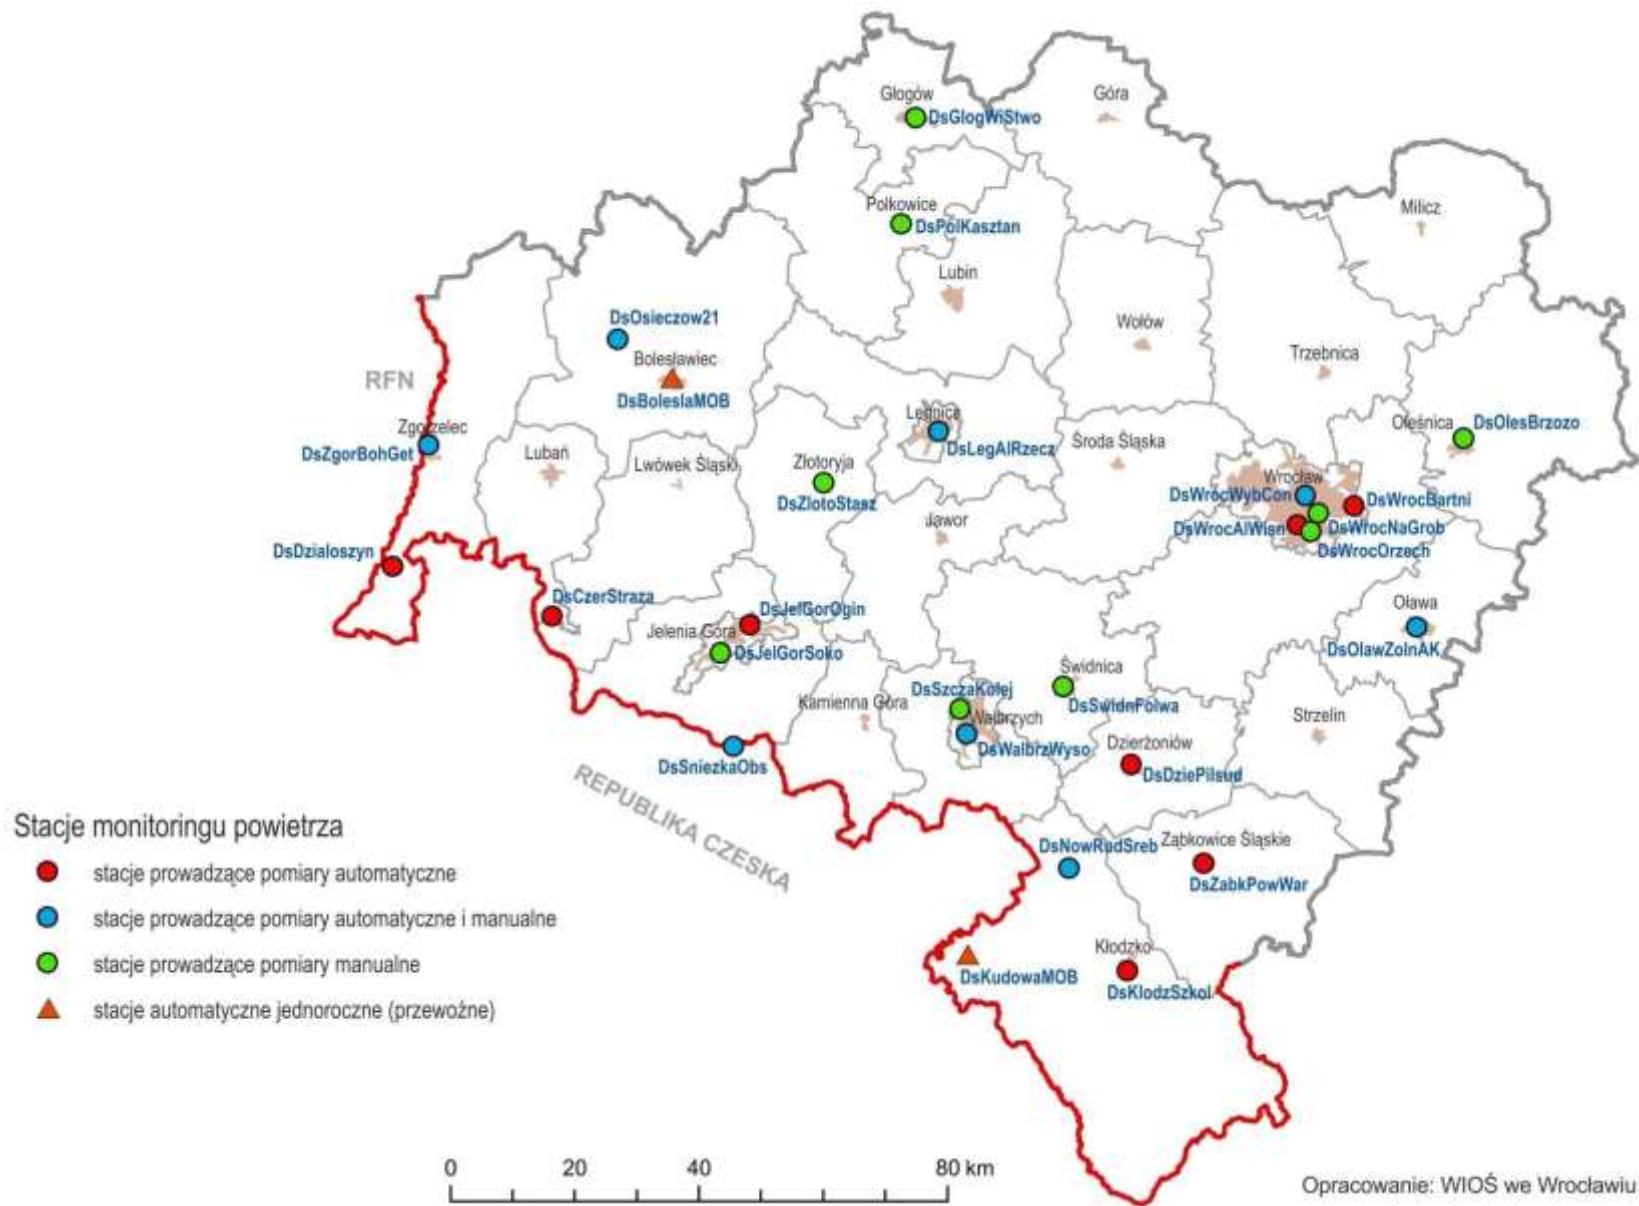 Głogów
Góra
DsGlogWiStwo
Polkowice
Milicz
DsPolKasztan
Lubin
DsOsieczow21
Wołów
Bolesławiec
Trzebnica
RFN
DsBoleslaMOB
Zgorzelec
Legnica
Oleśnica
DsOlesBrzozo
DsZgorBohGet
Lubań
Lwówek Śląski
Złotoryja
DsLegAlRzecz
Środa Śląska
Wrocław
DsWrocWybCon
DsWrocBartni
DsZlotoStasz
Jawor
DsWrocAlWisn
DsWrocNaGrob
DsWrocOrzech
DsDzialoszyn
DsCzerStraza
DsJelGorOgin
Oława
Jelenia Góra
DsJelGorSoko
DsOlawZolnAK
Świdnica
DsSzczaKolej
DsSwidnFolwa
Kamienna Góra
Wałbrzych
Strzelin
DsWalbrzWyso
Dzierżoniów
DsSniezkaObs
DsDziePilsud
REPUBLIKA CZESKA
Stacje monitoringu powietrza
DsNowRudSreb
Ząbkowice Śląskie
stacje prowadzące pomiary automatyczne
DsZabkPowWar
stacje prowadzące pomiary automatyczne i manualne
Kłodzko
stacje prowadzące pomiary manualne
DsKudowaMOB
DsKlodzSzkol
stacje automatyczne jednoroczne (przewoźne)
0 20 40 80 km
Opracowanie: WIOŚ we Wrocławiu